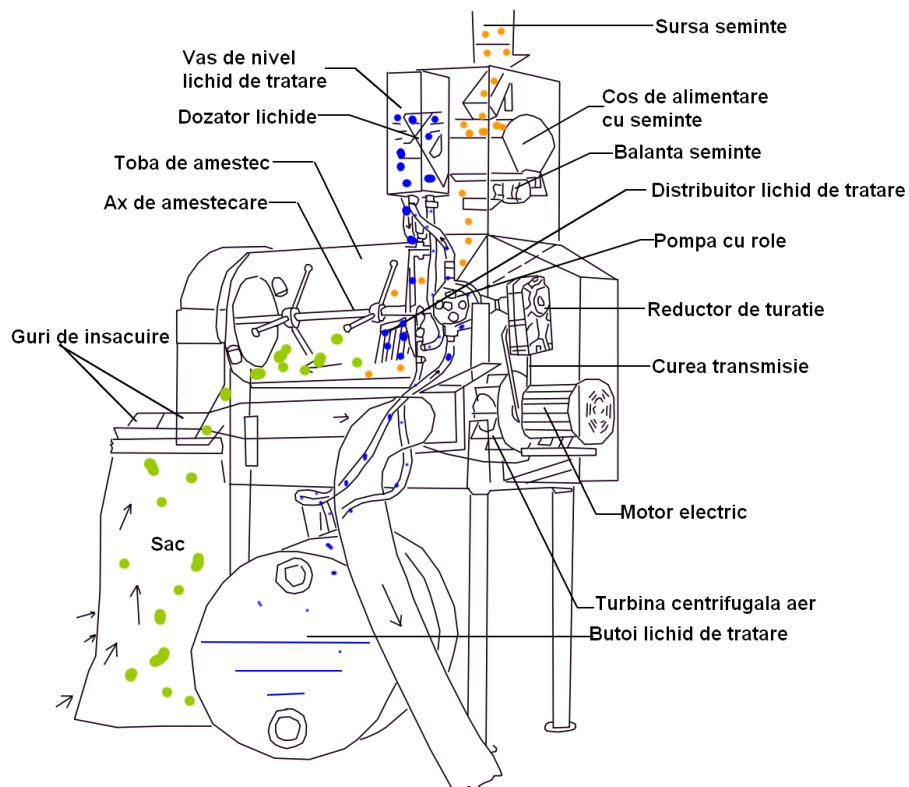 Sursa seminte
Vas de nivel
lichid de tratare
Dozator lichide
Cos de alimentare
cu seminte
Balanta seminte
Toba de amestec
Distribuitor lichid de tratare
Ax de amestecare
Pompa cu role
Reductor de turatie
Guri de insacuire
Curea transmisie
Motor electric
Sac
Turbina centrifugala aer
Butoi lichid de tratare